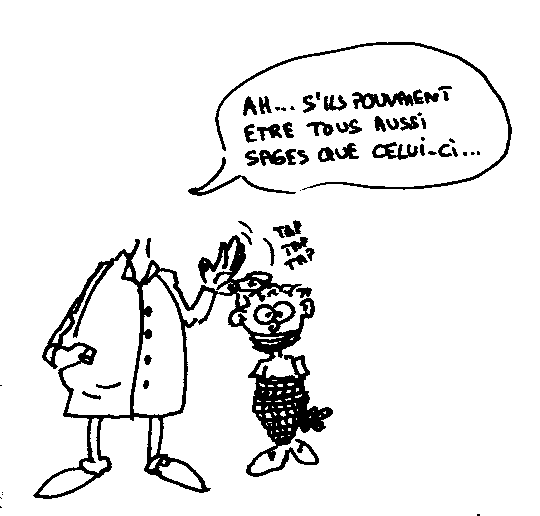 AH... S'ILS POUVAIENT
ETRE TOUS AUSSI
SAGES QUE CELUI-CI...
TAP
TAP
TAP